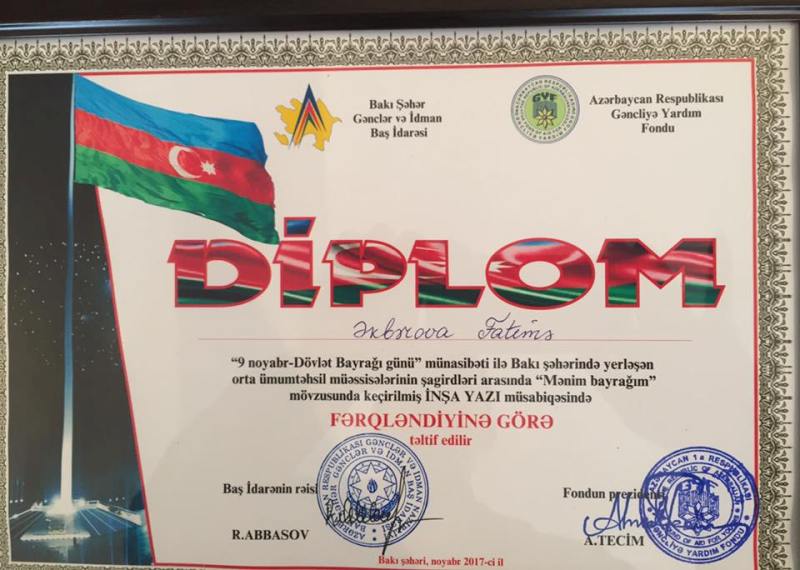 Bakı Şəhər
Gənclər və İdman
Baş İdarəsi
GYF
Azərbaycan Respublikası
Gəncliyə Yardım
Fondu
DİPLOM
Əkbərova Fatimə
“9 noyabr-Dövlət Bayrağı günü” münasibəti ilə Bakı şəhərində yerləşən
orta ümumtəhsil müəssisələrinin şagirdləri arasında “Mənim bayrağım”
mövzusunda keçirilmiş İNŞA YAZI müsabiqəsində
FƏRQLƏNDİYİNƏ GÖRƏ
təltif edilir
Baş İdarənin rəisi
R.ABBASOV
Fondun prezidenti
A.TECİM
Bakı şəhəri, noyabr 2017-ci il